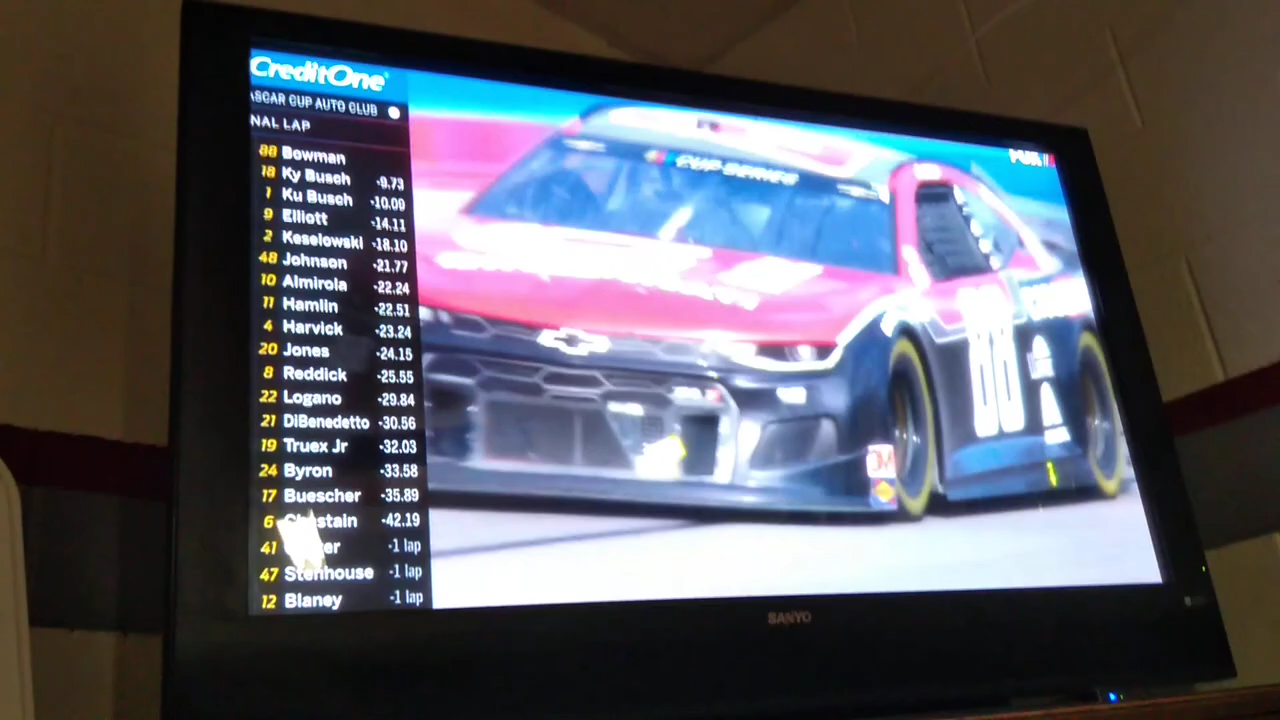 CreditOne
ASCAR CUP AUTO CLUB
NAL LAP
88 Bowman
18 Ky Busch -9.73
1 Ku Busch -10.09
9 Elliott -14.11
2 Keselowski -18.10
48 Johnson -21.77
10 Almirola -22.24
11 Hamlin -22.51
4 Harvick -23.24
20 Jones -24.15
8 Reddick -25.55
22 Logano -29.84
21 DiBenedetto -30.56
19 Truex Jr -32.03
24 Byron -33.58
17 Buescher -35.89
6 Chastain -42.19
41 -1 lap
47 Stenhouse -1 lap
12 Blaney -1 lap
CUP SERIES
FOX
88
SANYO